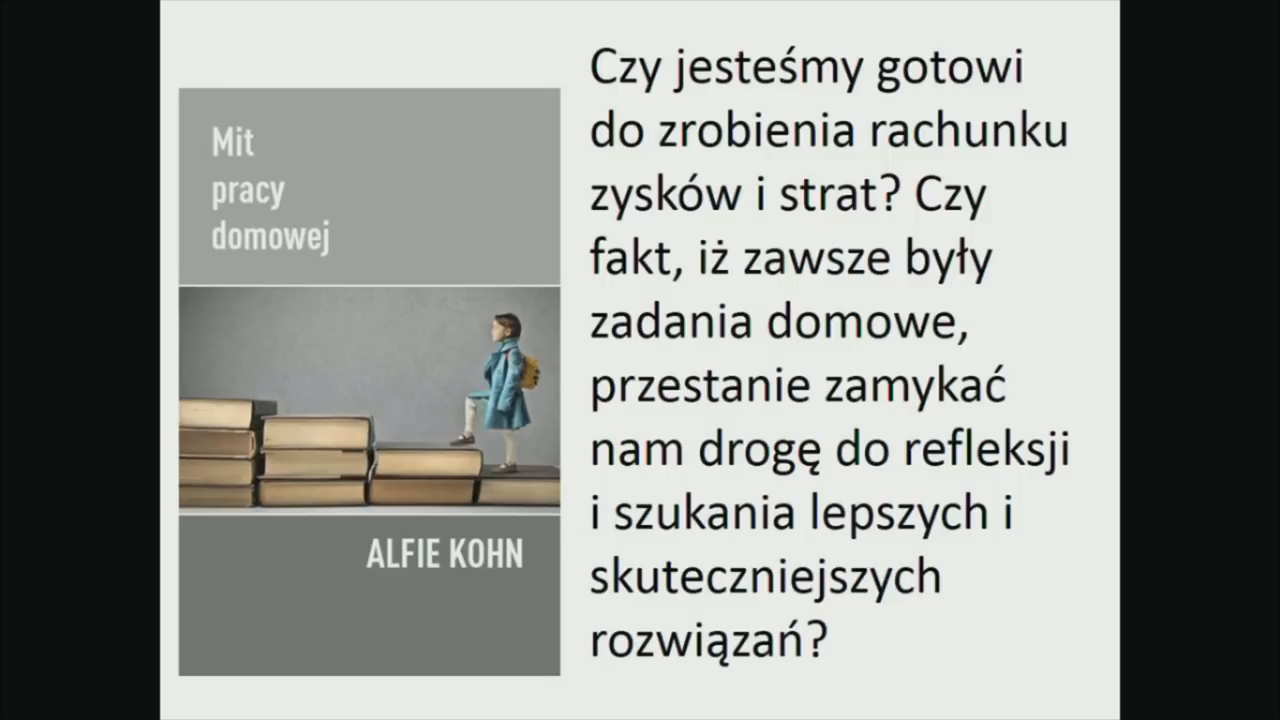 Mit
pracy
domowej
ALFIE KOHN
Czy jesteśmy gotowi
do zrobienia rachunku
zysków i strat? Czy
fakt, iż zawsze były
zadania domowe,
przestanie zamykać
nam drogę do refleksji
i szukania lepszych i
skuteczniejszych
rozwiązań?